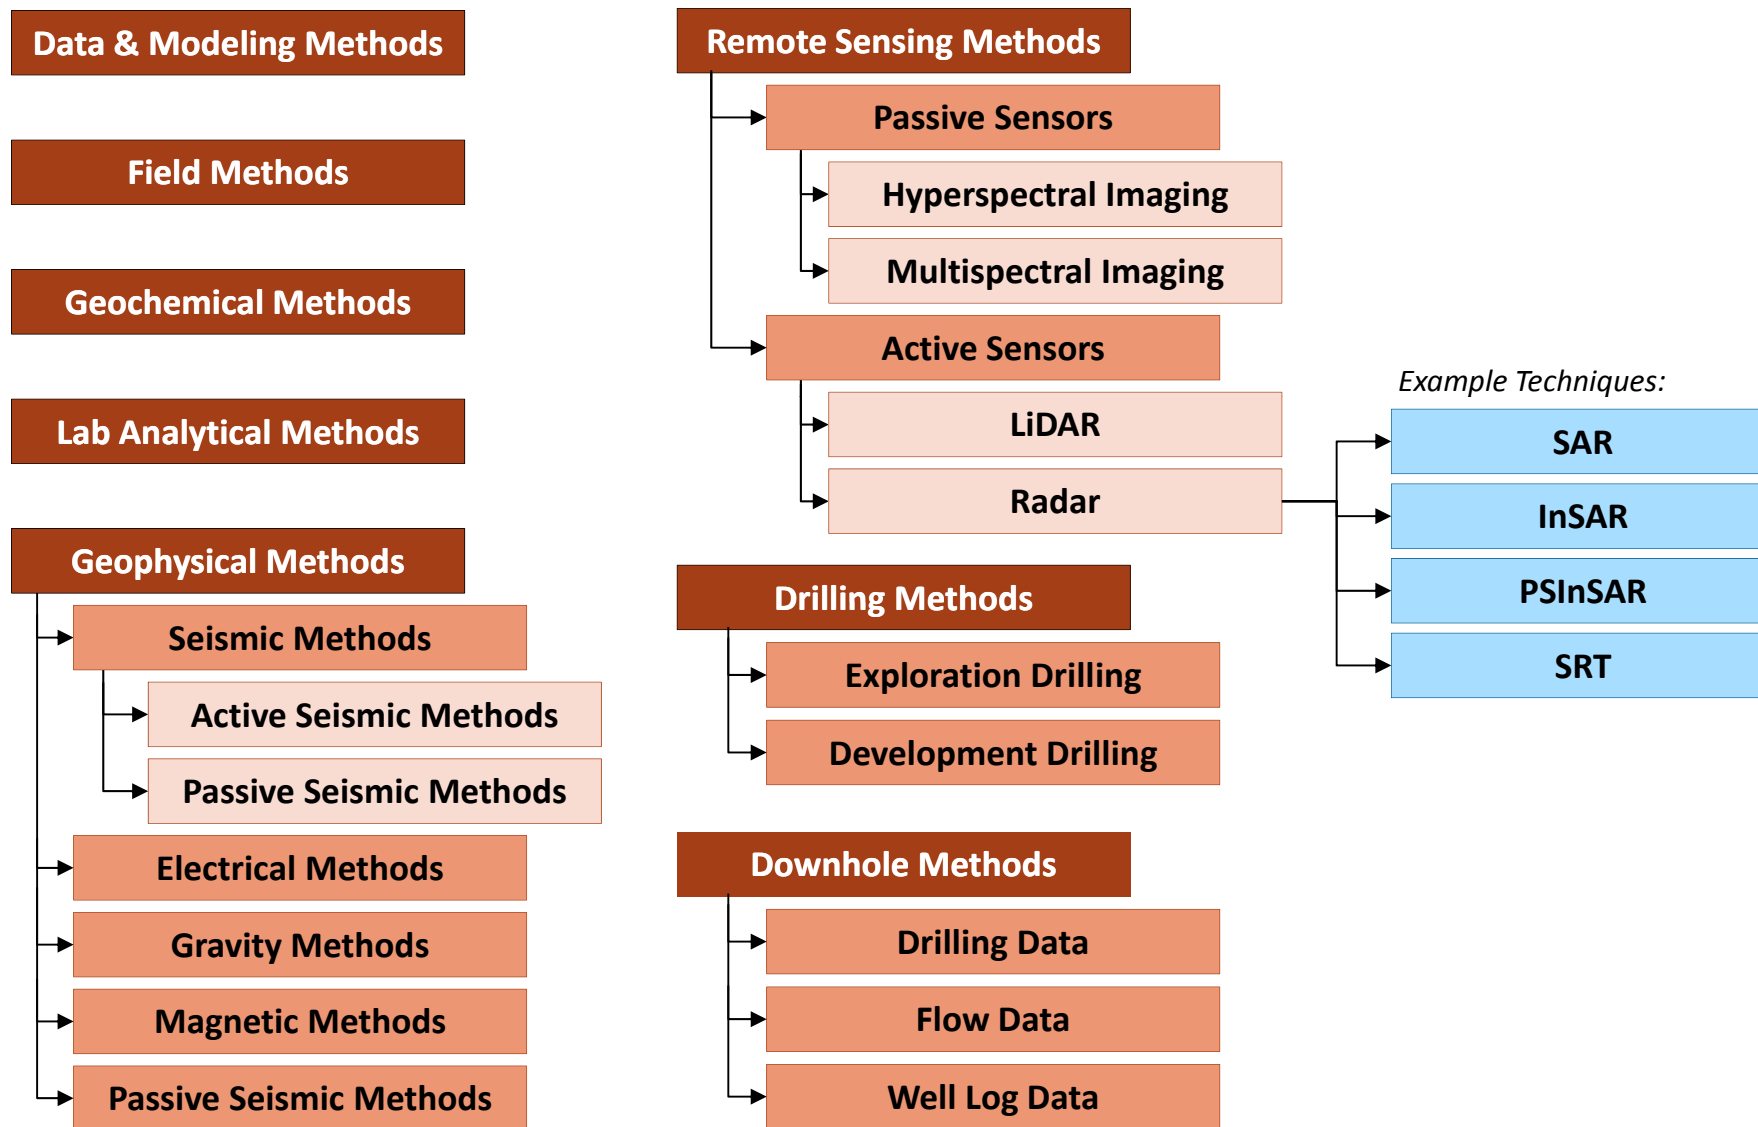 Data & Modeling Methods
Field Methods
Geochemical Methods
Lab Analytical Methods
Geophysical Methods
Seismic Methods
Active Seismic Methods
Passive Seismic Methods
Electrical Methods
Gravity Methods
Magnetic Methods
Passive Seismic Methods
Remote Sensing Methods
Passive Sensors
Hyperspectral Imaging
Multispectral Imaging
Active Sensors
LiDAR
Radar
Example Techniques:
SAR
InSAR
PSInSAR
SRT
Drilling Methods
Exploration Drilling
Development Drilling
Downhole Methods
Drilling Data
Flow Data
Well Log Data